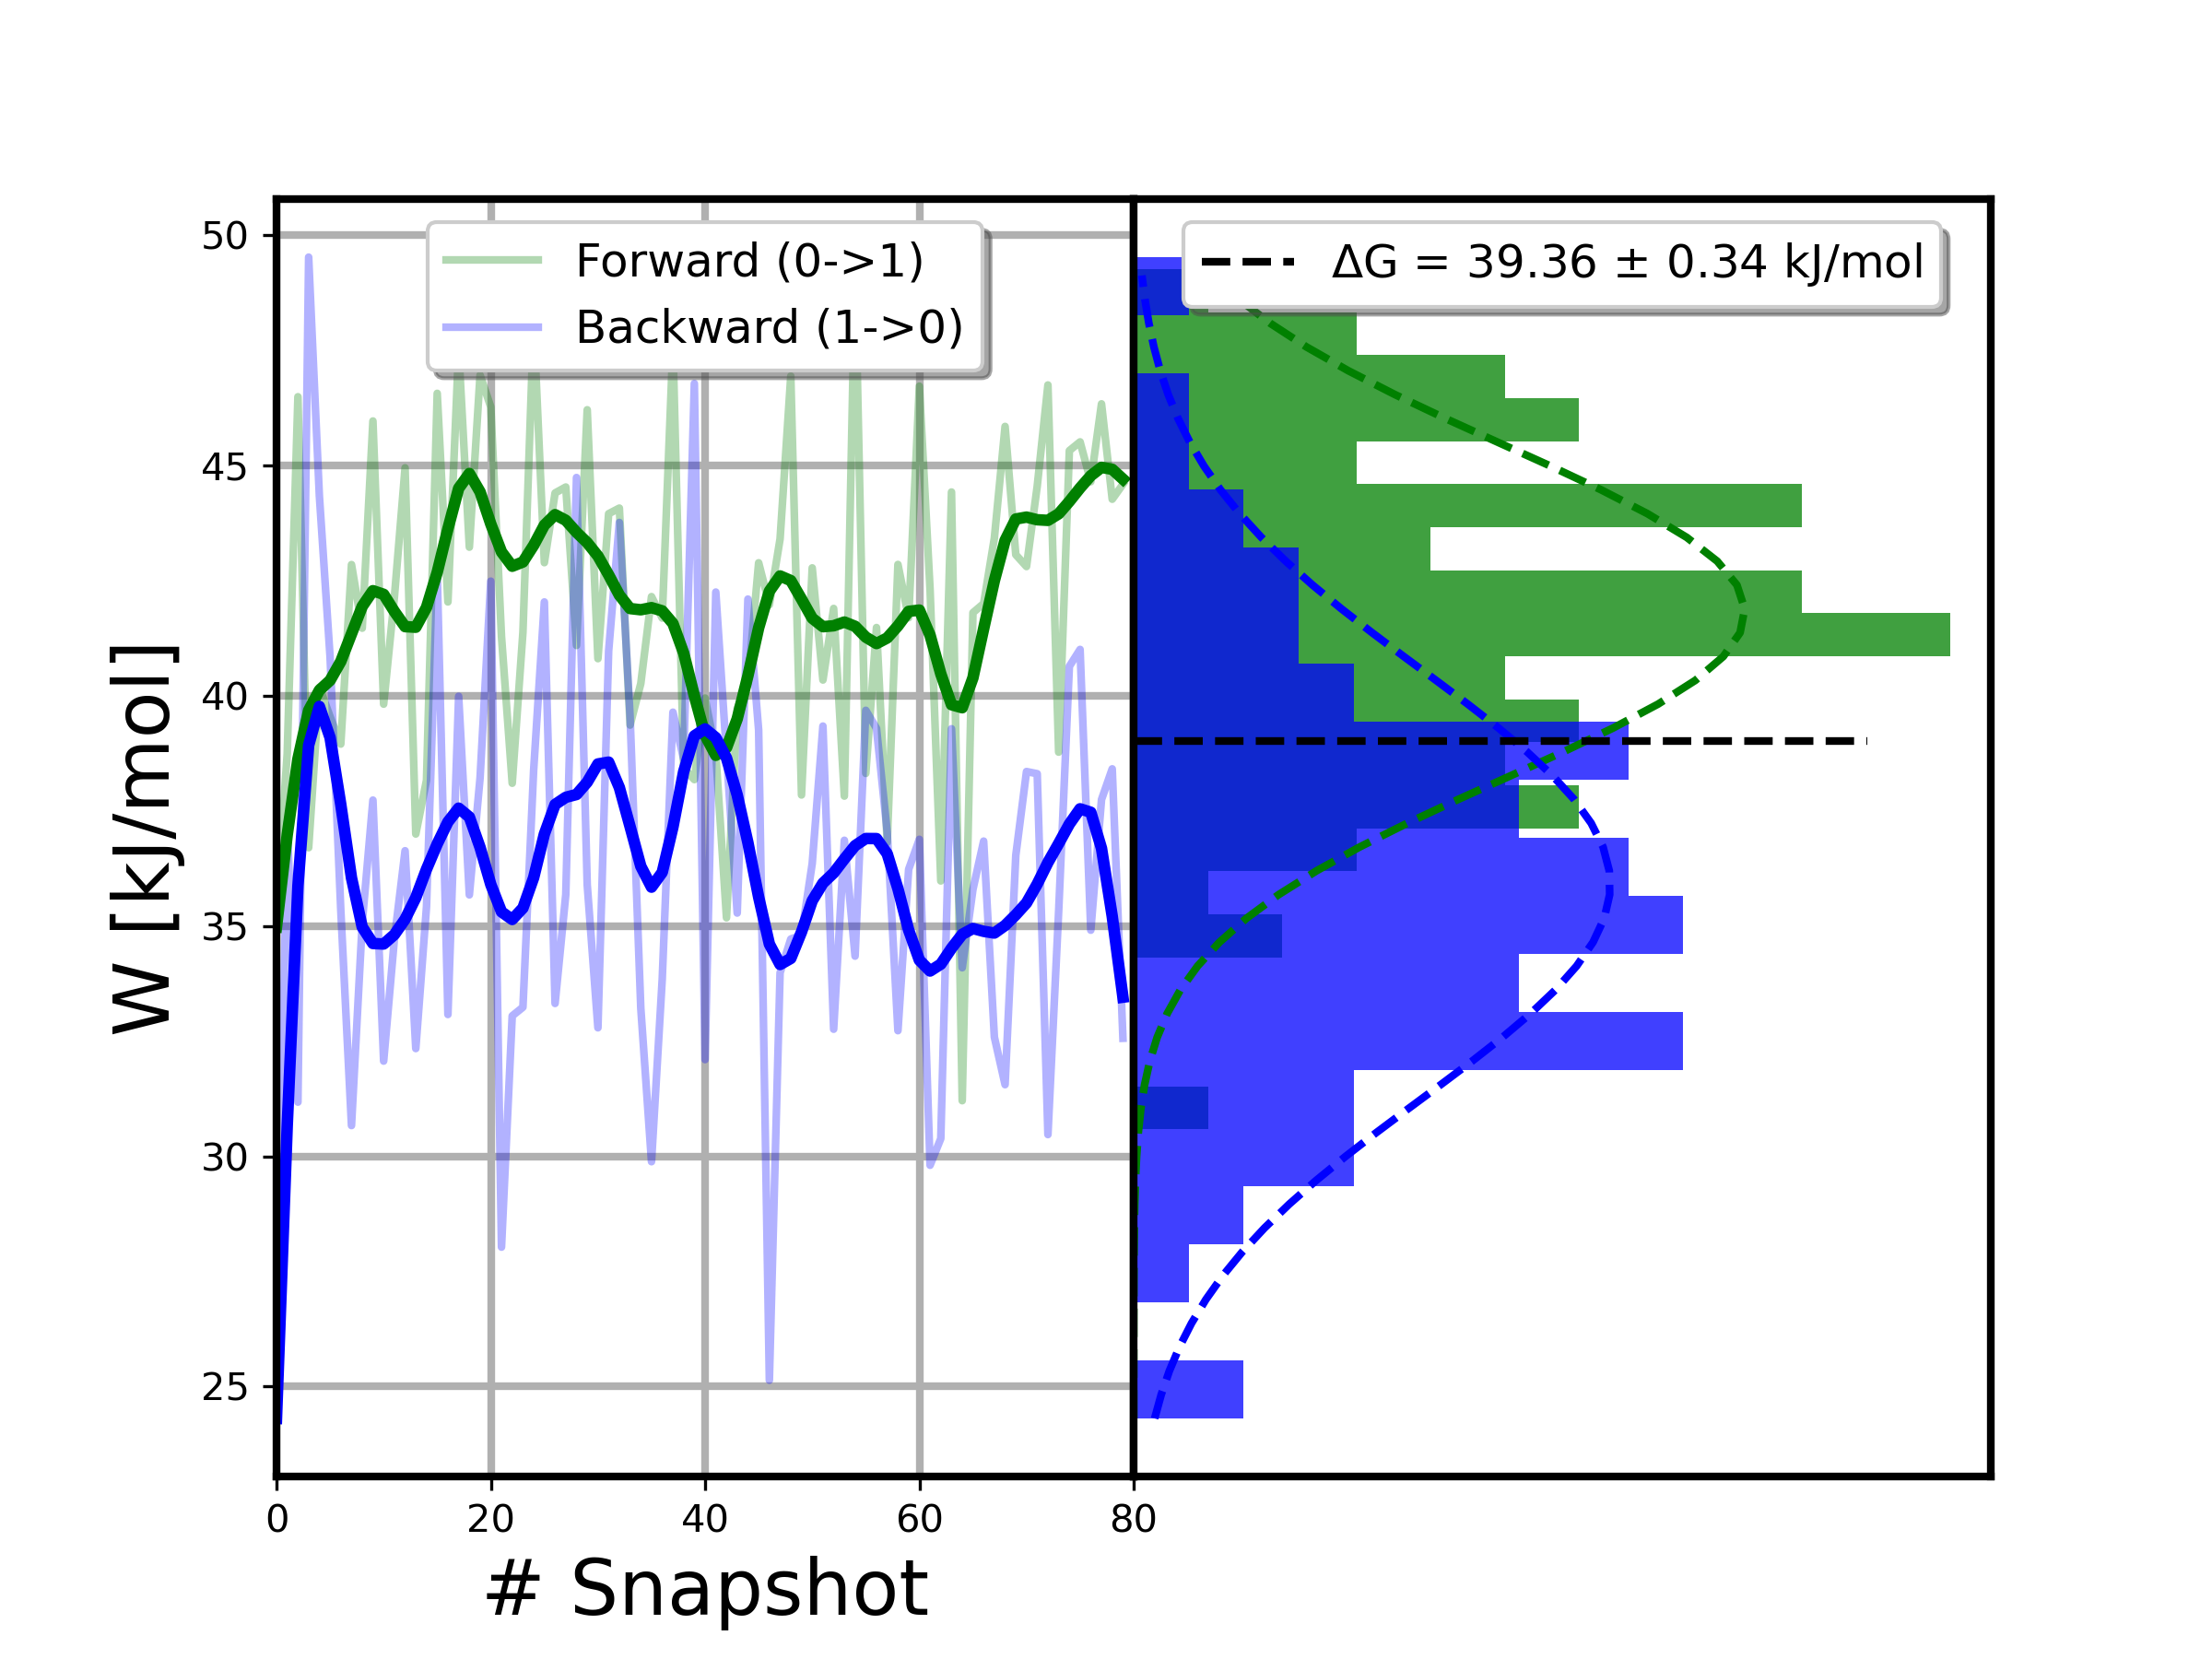 Forward (0->1)
Backward (1->0)
ΔG = 39.36 ± 0.34 kJ/mol
W [kJ/mol]
50
45
40
35
30
25
0 20 40 60 80
# Snapshot